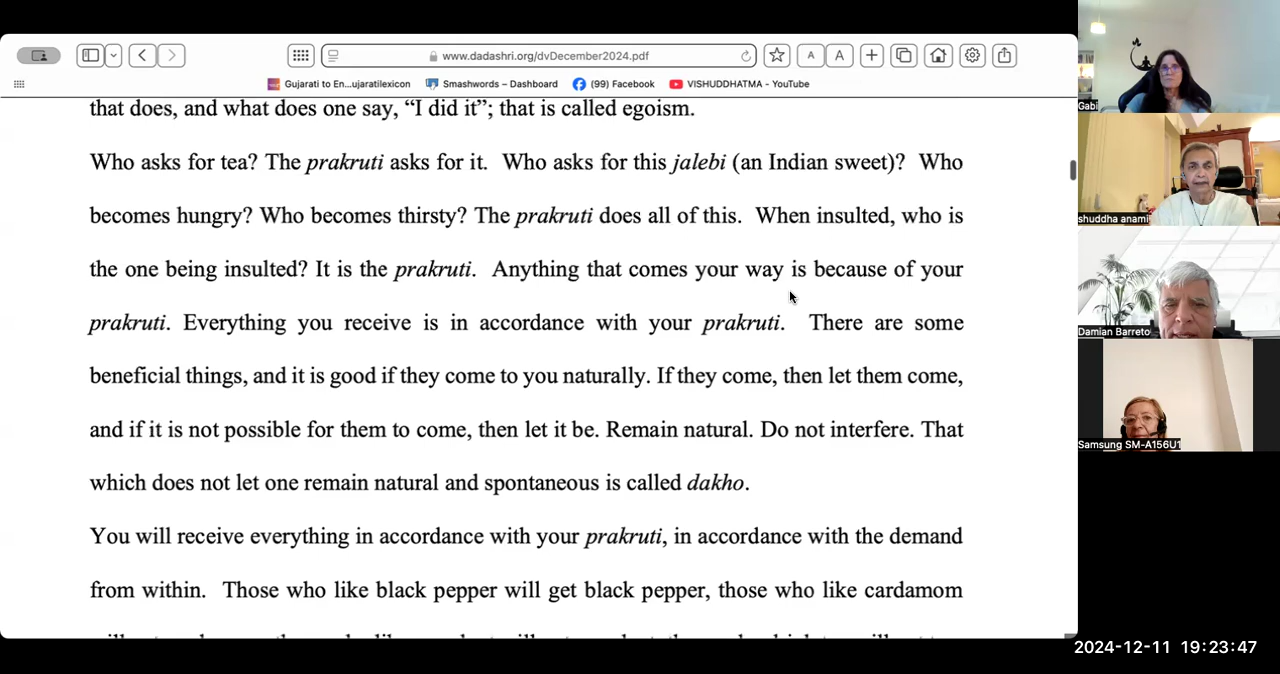 www.dadashri.org/dvDecember2024.pdf
A A
Gujarati to En...ujaratilexicon Smashwords – Dashboard (99) Facebook VISHUDDHATMA - YouTube
that does, and what does one say, “I did it”; that is called egoism.
Who asks for tea? The prakruti asks for it. Who asks for this jalebi (an Indian sweet)? Who
becomes hungry? Who becomes thirsty? The prakruti does all of this. When insulted, who is
the one being insulted? It is the prakruti. Anything that comes your way is because of your
prakruti. Everything you receive is in accordance with your prakruti. There are some
beneficial things, and it is good if they come to you naturally. If they come, then let them come,
and if it is not possible for them to come, then let it be. Remain natural. Do not interfere. That
which does not let one remain natural and spontaneous is called dakho.
You will receive everything in accordance with your prakruti, in accordance with the demand
from within. Those who like black pepper will get black pepper, those who like cardamom
Gabi
shuddha anami
Damian Barreto
Samsung SM-A156U1
2024-12-11 19:23:47